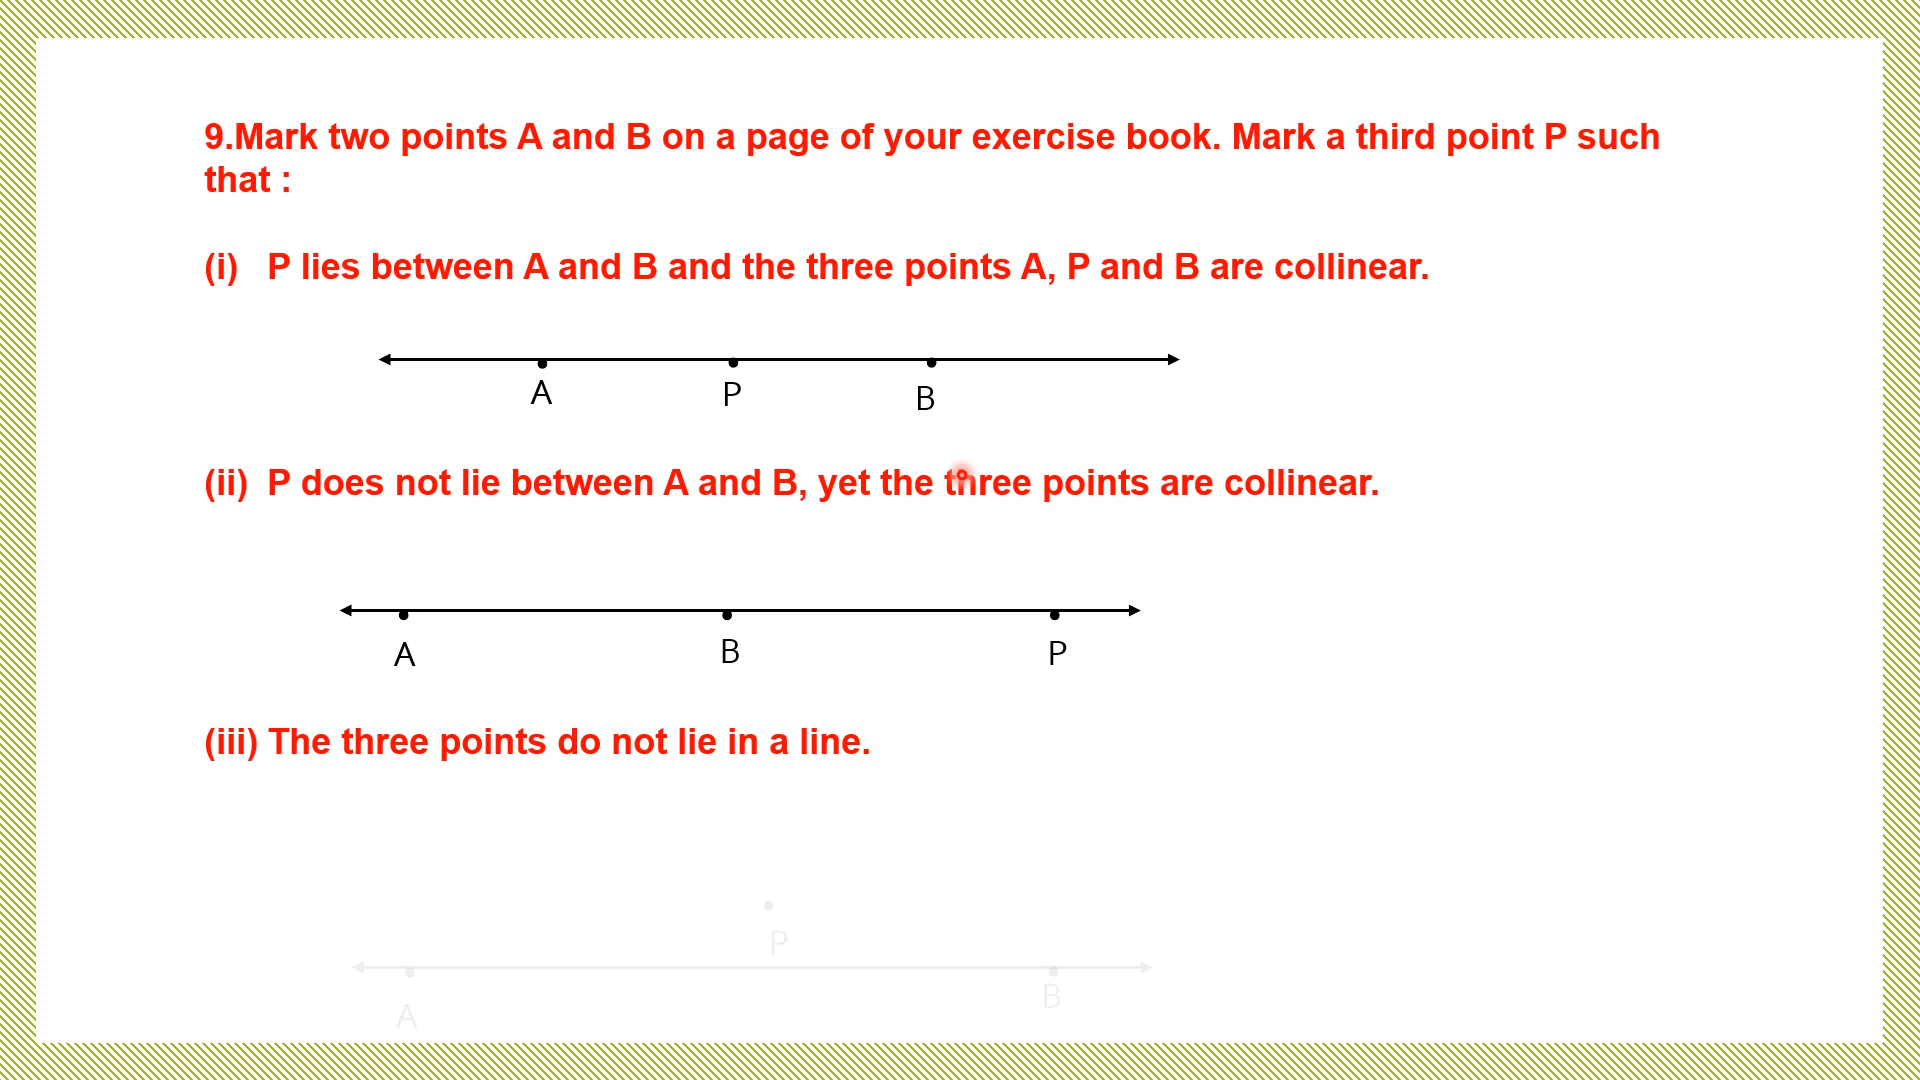 9.Mark two points A and B on a page of your exercise book. Mark a third point P such
that :
(i) P lies between A and B and the three points A, P and B are collinear.
A P B
(ii) P does not lie between A and B, yet the three points are collinear.
A B P
(iii) The three points do not lie in a line.
P
A B